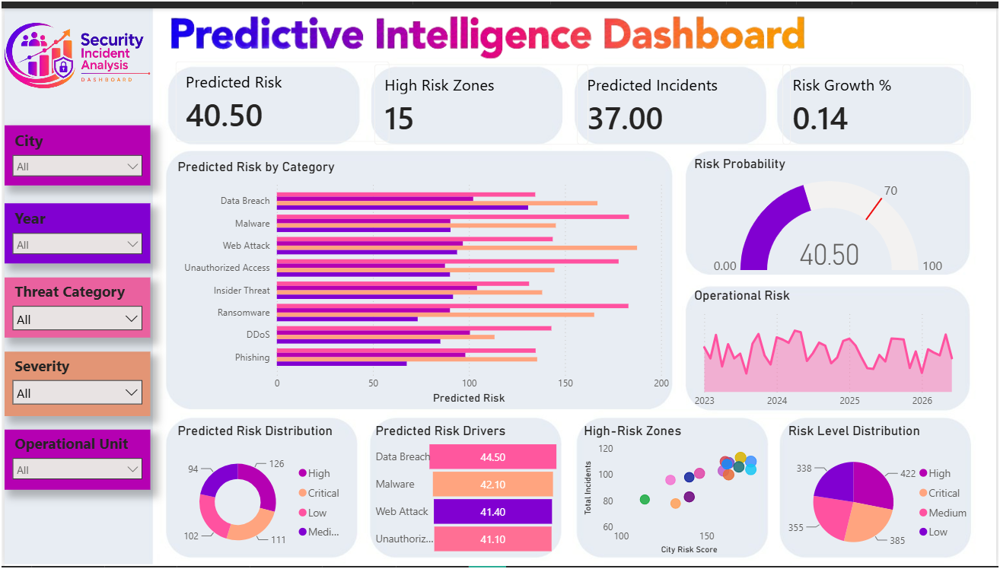 Security
Incident
Analysis
DASHBOARD
Predictive Intelligence Dashboard
City
All
Year
All
Threat Category
All
Severity
All
Operational Unit
All
Predicted Risk
40.50
High Risk Zones
15
Predicted Incidents
37.00
Risk Growth %
0.14
Predicted Risk by Category
Data Breach
Malware
Web Attack
Unauthorized Access
Insider Threat
Ransomware
DDoS
Phishing
0 50 100 150 200
Predicted Risk
Risk Probability
70
40.50
0.00
100
Operational Risk
2023 2024 2025 2026
Predicted Risk Distribution
94
126
102
111
High
Critical
Low
Medi...
Predicted Risk Drivers
Data Breach 44.50
Malware 42.10
Web Attack 41.40
Unauthoriz... 41.10
High-Risk Zones
Total Incidents
120
100
80
60
100 150
City Risk Score
Risk Level Distribution
338
422
355
385
High
Critical
Medium
Low